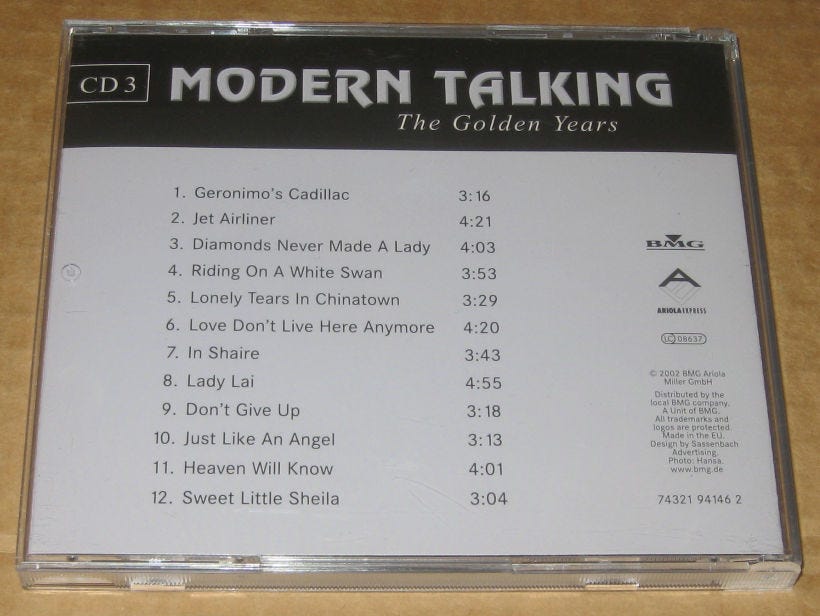 CD 3
MODERN TALKING
The Golden Years
1. Geronimo's Cadillac 3:16
2. Jet Airliner 4:21
3. Diamonds Never Made A Lady 4:03
4. Riding On A White Swan 3:53
5. Lonely Tears In Chinatown 3:29
6. Love Don't Live Here Anymore 4:20
7. In Shaire 3:43
8. Lady Lai 4:55
9. Don't Give Up 3:18
10. Just Like An Angel 3:13
11. Heaven Will Know 4:01
12. Sweet Little Sheila 3:04
BMG
A
ARIOLA EXPRESS
LC 08637
© 2002 BMG Ariola
Miller GmbH
Distributed by the
local BMG company.
A Unit of BMG.
All trademarks and
logos are protected.
Made in the EU.
Design by Sassenbach
Advertising.
Photo: Hansa.
www.bmg.de
74321 94146 2